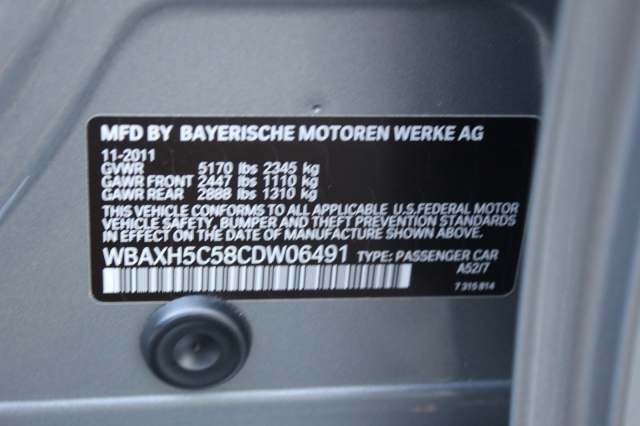 MFD BY BAYERISCHE MOTOREN WERKE AG
11-2011
GVWR 5170 lbs 2345 kg
GAWR FRONT 2447 lbs 1110 kg
GAWR REAR 2888 lbs 1310 kg
THIS VEHICLE CONFORMS TO ALL APPLICABLE U.S.FEDERAL MOTOR
VEHICLE SAFETY, BUMPER AND THEFT PREVENTION STANDARDS
IN EFFECT ON THE DATE OF MANUFACTURE SHOWN ABOVE.
WBAXH5C58CDW06491 TYPE: PASSENGER CAR
A52/7
7 315 814